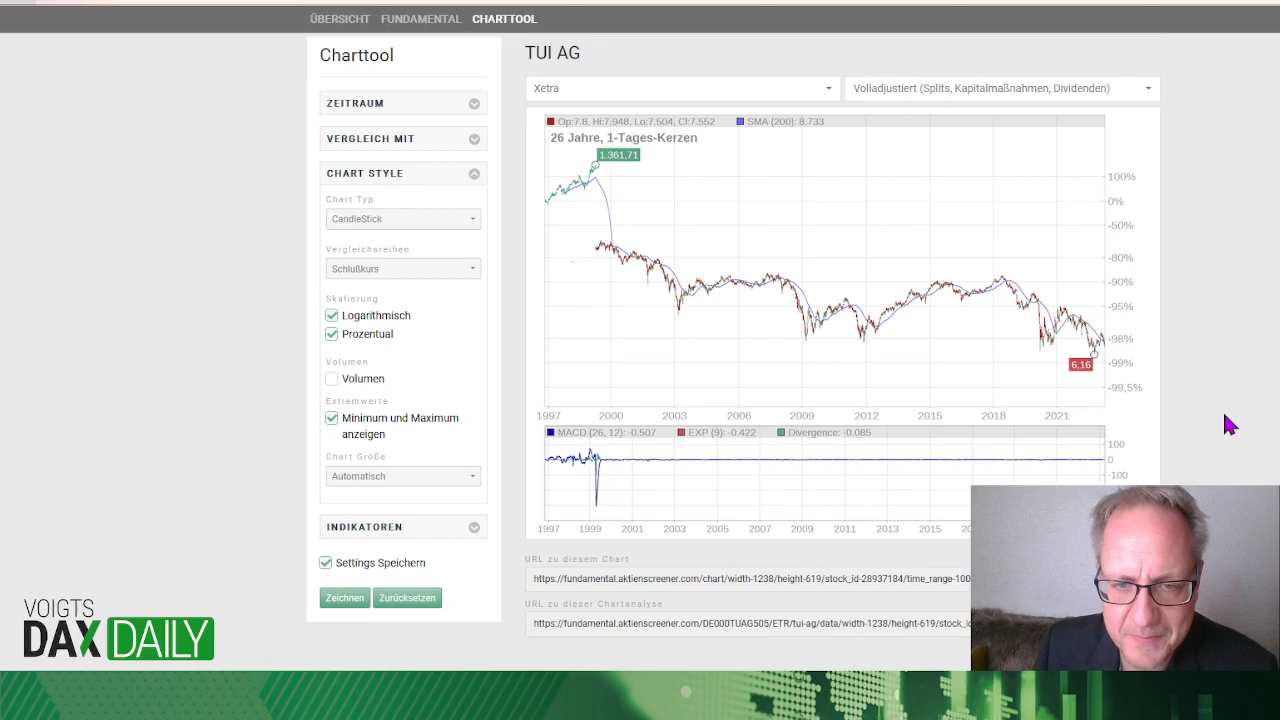 ÜBERSICHT FUNDAMENTAL CHARTTOOL
Charttool
ZEITRAUM
VERGLEICH MIT
CHART STYLE
Chart Typ
CandleStick
Vergleichsreihen
Schlußkurs
Skalierung
Logarithmisch
Prozentual
Volumen
Volumen
Extremwerte
Minimum und Maximum
anzeigen
Chart Größe
Automatisch
INDIKATOREN
Settings Speichern
Zeichnen Zurücksetzen
TUI AG
Xetra Volladjustiert (Splits, Kapitalmaßnahmen, Dividenden)
Op:7.8, Hi:7,948, Lo:7.504, Cl:7.552 SMA (200): 8.733
26 Jahre, 1-Tages-Kerzen
1.361,71
100%
0%
-50%
-80%
-90%
-95%
-98%
6,16
-99%
-99,5%
1997 2000 2003 2006 2009 2012 2015 2018 2021
MACD (26, 12): -0.507 EXP (9): -0.422 Divergence: -0.085
100
0
-100
1997 1999 2001 2003 2005 2007 2009 2011 2013 2015
URL zu diesem Chart
https://fundamental.aktienscreener.com/chart/width-1238/height-619/stock_id-28937184/time_range-100
URL zu dieser Chartanalyse
https://fundamental.aktienscreener.com/DE000TUAG505/ETR/tui-ag/data/width-1238/height-619/stock_id
VOIGTS
DAX DAILY